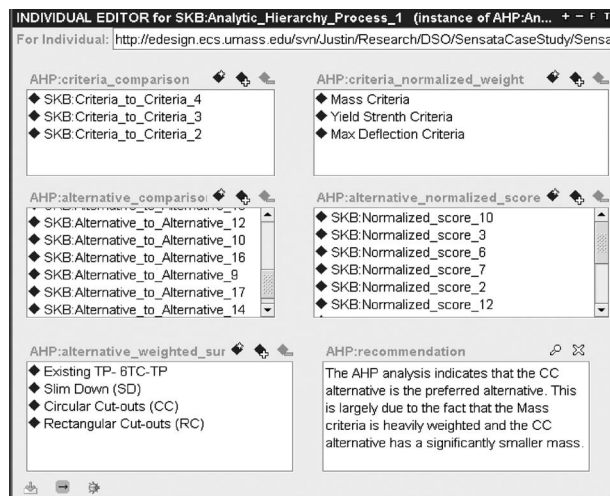 INDIVIDUAL EDITOR for SKB:Analytic_Hierarchy_Process_1 (instance of AHP:An... + − F T
For Individual: http://edesign.ecs.umass.edu/svn/Justin/Research/DSO/SensataCaseStudy/Sensa
AHP:criteria_comparison
SKB:Criteria_to_Criteria_4
SKB:Criteria_to_Criteria_3
SKB:Criteria_to_Criteria_2
AHP:criteria_normalized_weight
Mass Criteria
Yield Strenth Criteria
Max Deflection Criteria
AHP:alternative_compariso
SKB:Alternative_to_Alternative_12
SKB:Alternative_to_Alternative_10
SKB:Alternative_to_Alternative_16
SKB:Alternative_to_Alternative_9
SKB:Alternative_to_Alternative_17
SKB:Alternative_to_Alternative_14
AHP:alternative_normalized_score
SKB:Normalized_score_10
SKB:Normalized_score_3
SKB:Normalized_score_6
SKB:Normalized_score_7
SKB:Normalized_score_2
SKB:Normalized_score_12
AHP:alternative_weighted_sur
Existing TP- 6TC-TP
Slim Down (SD)
Circular Cut-outs (CC)
Rectangular Cut-outs (RC)
AHP:recommendation
The AHP analysis indicates that the CC
alternative is the preferred alternative. This
is largely due to the fact that the Mass
criteria is heavily weighted and the CC
alternative has a significantly smaller mass.